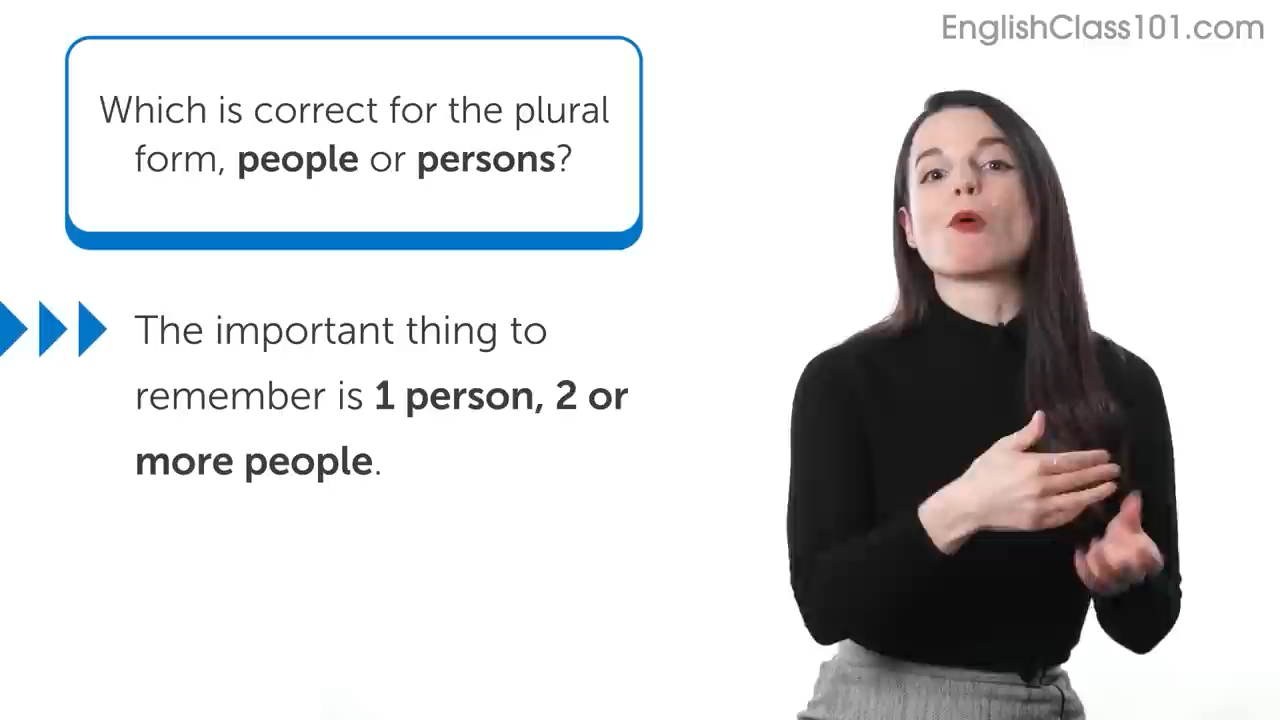 EnglishClass101.com
Which is correct for the plural
form, people or persons?
The important thing to
remember is 1 person, 2 or
more people.